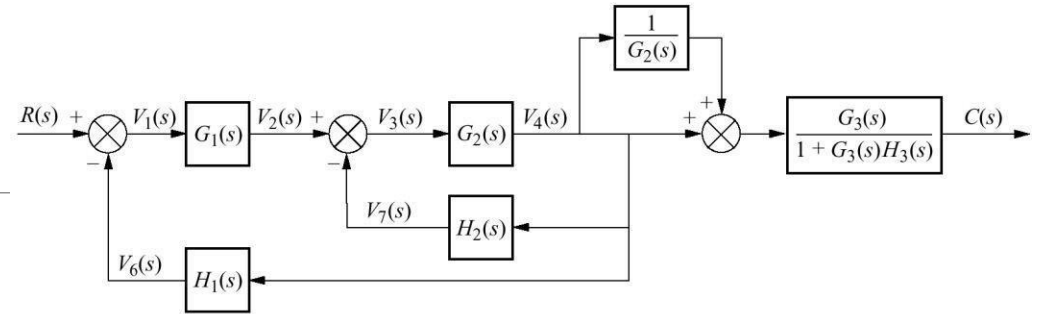 1
G₂(s)
R(s) + V₁(s) G₁(s) V₂(s) + V₃(s) G₂(s) V₄(s) + + G₃(s) C(s)
1 + G₃(s)H₃(s)
− −
V₇(s) H₂(s)
V₆(s) H₁(s)